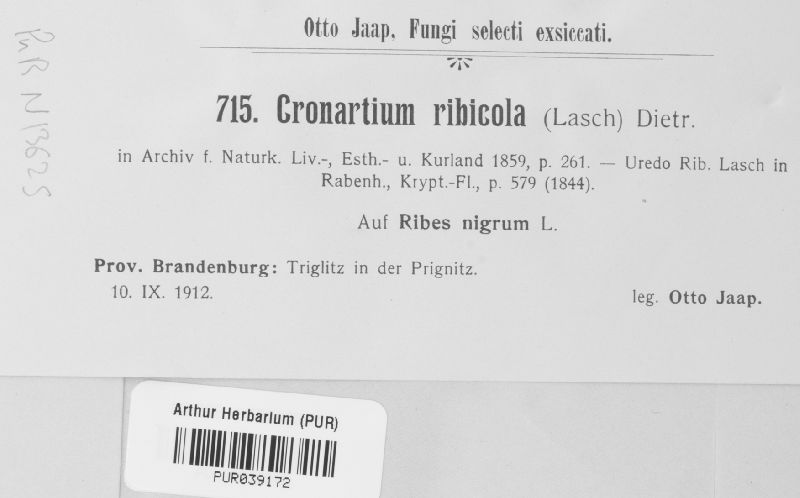 Otto Jaap, Fungi selecti exsiccati.
715. Cronartium ribicola (Lasch) Dietr.
in Archiv f. Naturk. Liv.-, Esth.- u. Kurland 1859, p. 261. — Uredo Rib. Lasch in
Rabenh., Krypt.-Fl., p. 579 (1844).
Auf Ribes nigrum L.
Prov. Brandenburg: Triglitz in der Prignitz.
10. IX. 1912.
leg. Otto Jaap.
PUR N13625
Arthur Herbarium (PUR)
PUR039172